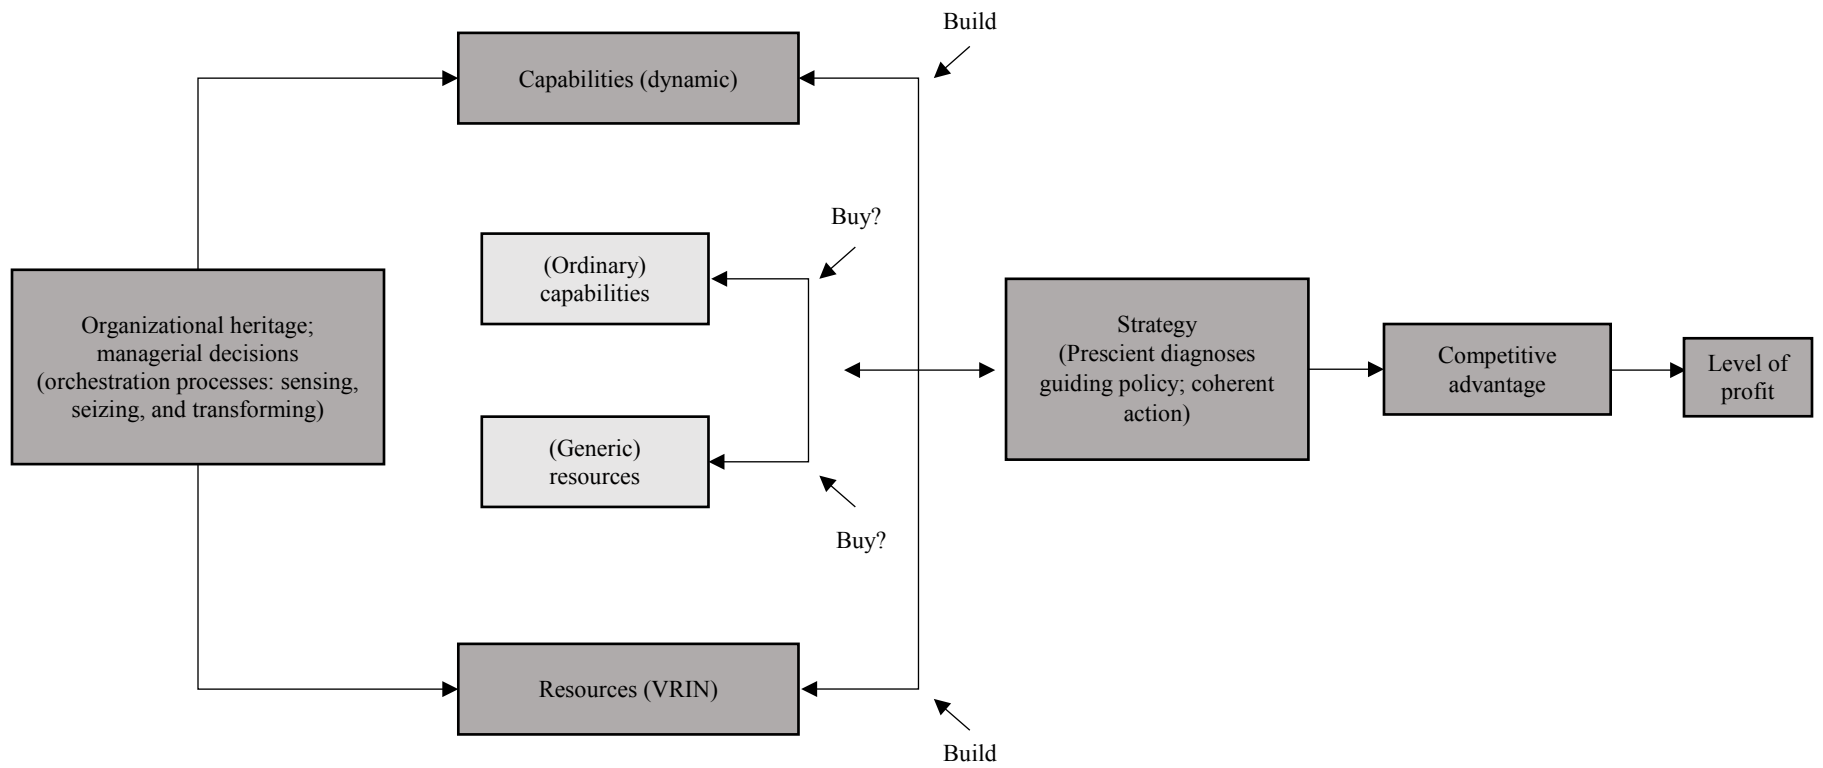 Build
Capabilities (dynamic)
Buy?
(Ordinary)
capabilities
Organizational heritage;
managerial decisions
(orchestration processes: sensing,
seizing, and transforming)
Strategy
(Prescient diagnoses
guiding policy; coherent
action)
Competitive
advantage
Level of
profit
(Generic)
resources
Buy?
Resources (VRIN)
Build